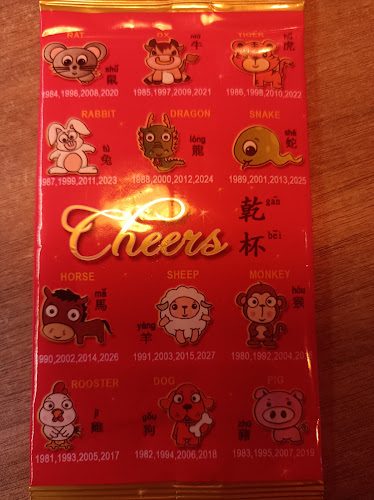 RAT
OX
TIGER
shǔ
鼠
niú
牛
hǔ
虎
1984,1996,2008,2020
1985,1997,2009,2021
1986,1998,2010,2022
RABBIT
DRAGON
SNAKE
tù
兔
lóng
龍
shé
蛇
1987,1999,2011,2023
1988,2000,2012,2024
1989,2001,2013,2025
Cheers
乾 gān
杯 bēi
HORSE
SHEEP
MONKEY
mǎ
馬
yáng
羊
hóu
猴
1990,2002,2014,2026
1991,2003,2015,2027
1980,1992,2004,20
ROOSTER
DOG
PIG
jī
雞
gǒu
狗
zhū
豬
1981,1993,2005,2017
1982,1994,2006,2018
1983,1995,2007,2019